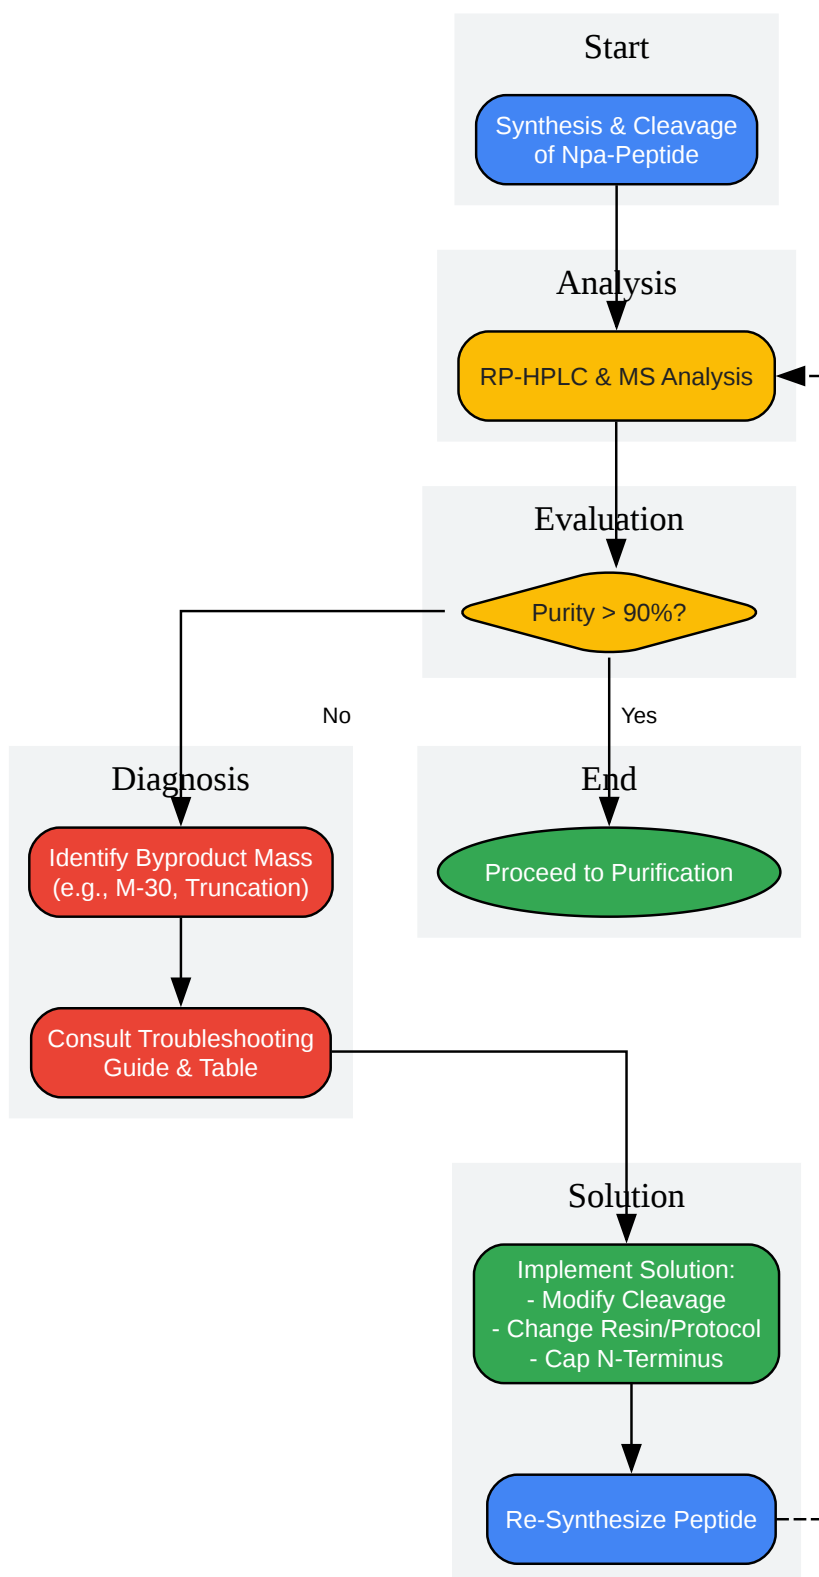 Start
Synthesis & Cleavage
of Npa-Peptide
Analysis
RP-HPLC & MS Analysis
Evaluation
Purity > 90%?
No
Yes
Diagnosis
Identify Byproduct Mass
(e.g., M-30, Truncation)
Consult Troubleshooting
Guide & Table
End
Proceed to Purification
Solution
Implement Solution:
- Modify Cleavage
- Change Resin/Protocol
- Cap N-Terminus
Re-Synthesize Peptide